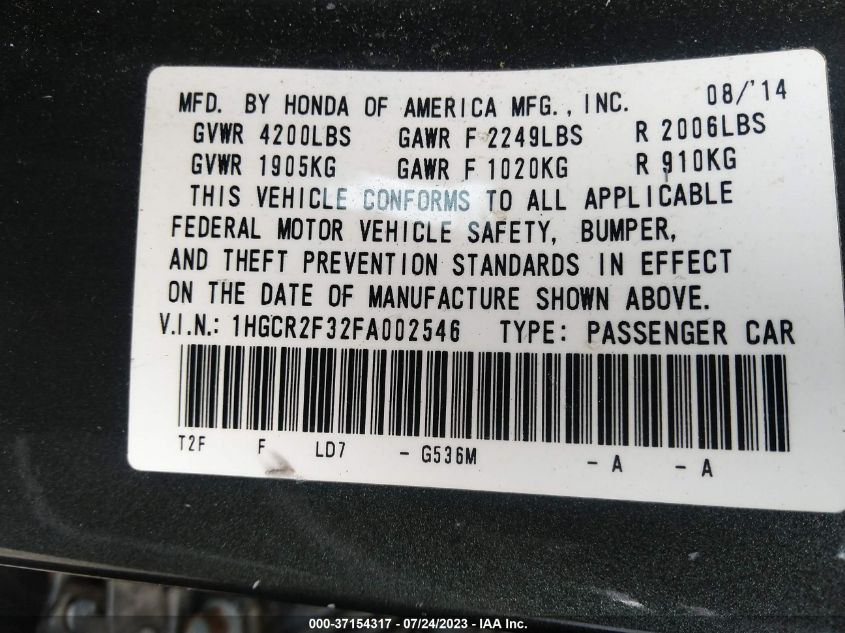 MFD. BY HONDA OF AMERICA MFG., INC. 08/'14
GVWR 4200LBS GAWR F 2249LBS R 2006LBS
GVWR 1905KG GAWR F 1020KG R 910KG
THIS VEHICLE CONFORMS TO ALL APPLICABLE
FEDERAL MOTOR VEHICLE SAFETY, BUMPER,
AND THEFT PREVENTION STANDARDS IN EFFECT
ON THE DATE OF MANUFACTURE SHOWN ABOVE.
V.I.N.: 1HGCR2F32FA002546 TYPE: PASSENGER CAR
T2F F LD7 - G536M - A - A
000-37154317 - 07/24/2023 - IAA Inc.